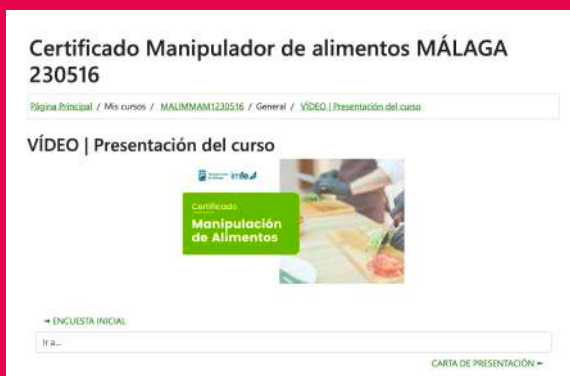 Certificado Manipulador de alimentos MÁLAGA
230516
Página Principal / Mis cursos / MALIMMAM1230516 / General / VÍDEO | Presentación del curso
VÍDEO | Presentación del curso
imfe
Certificado
Manipulación
de Alimentos
◄ ENCUESTA INICIAL
Ir a...
CARTA DE PRESENTACIÓN ►